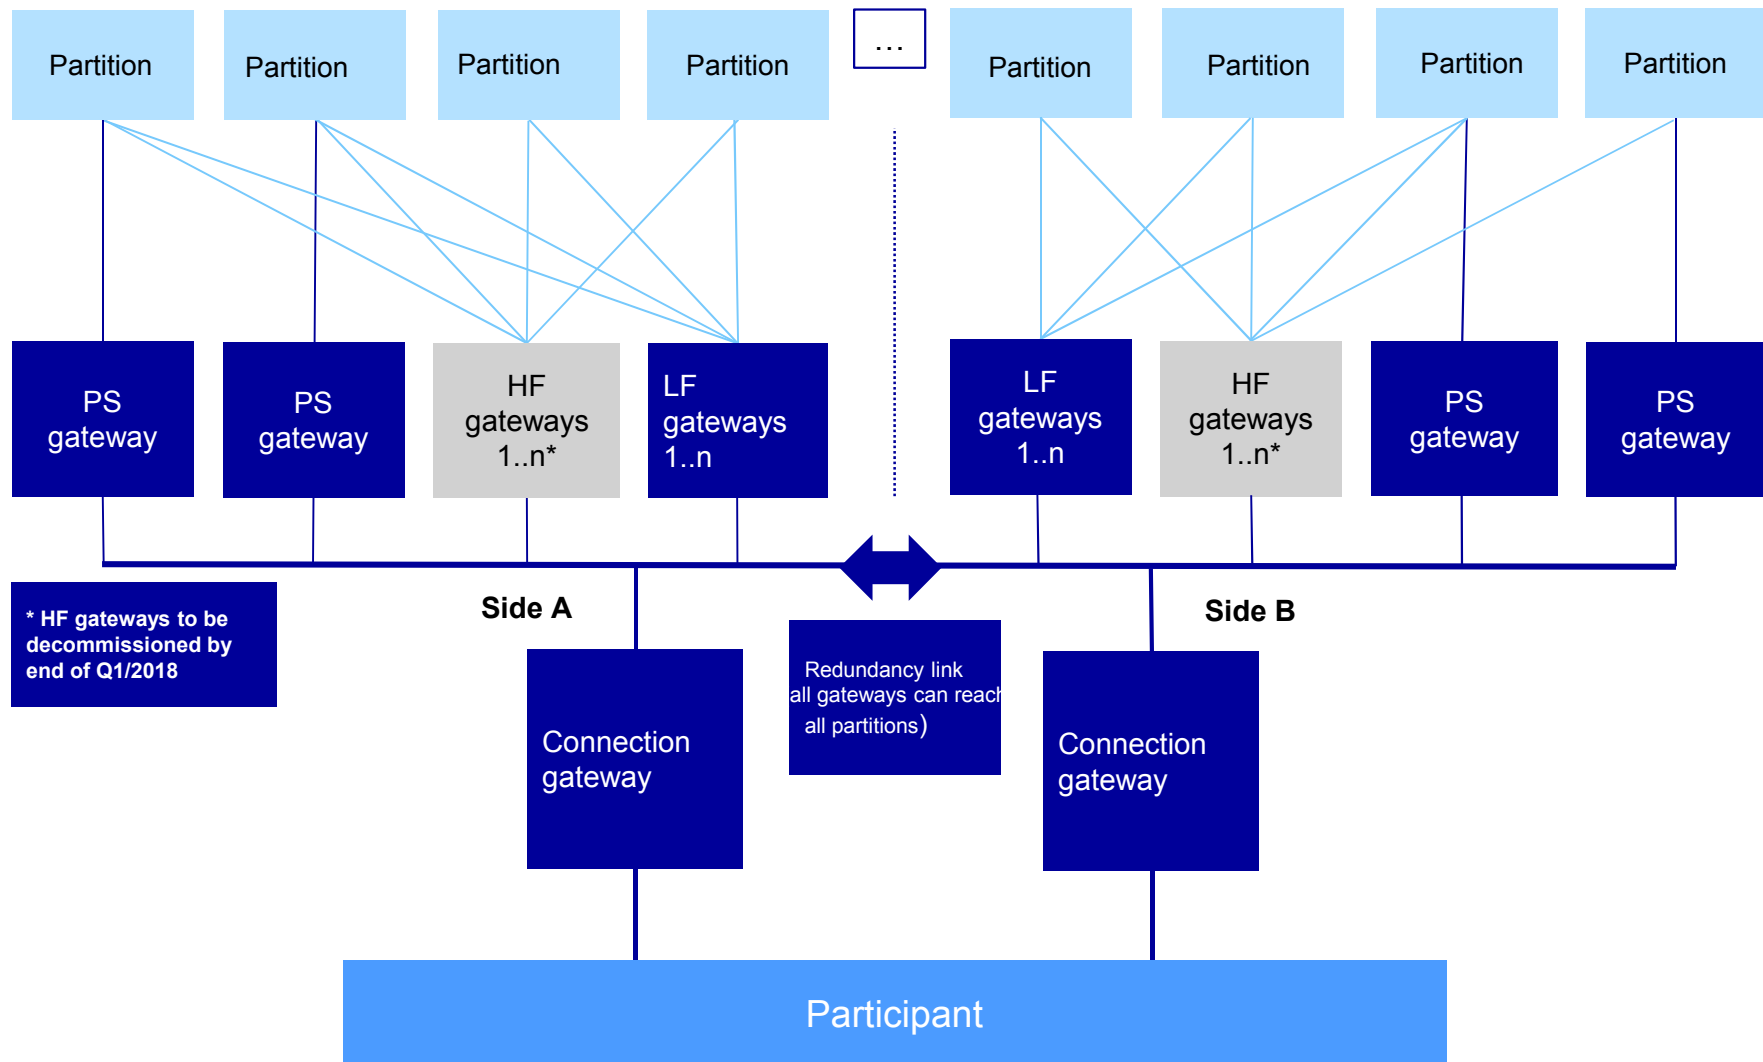 Partition
Partition
Partition
Partition
...
Partition
Partition
Partition
Partition
PS
gateway
PS
gateway
HF
gateways
1..n*
LF
gateways
1..n
LF
gateways
1..n
HF
gateways
1..n*
PS
gateway
PS
gateway
* HF gateways to be
decommissioned by
end of Q1/2018
Side A
Side B
Redundancy link
all gateways can reach
all partitions)
Connection
gateway
Connection
gateway
Participant